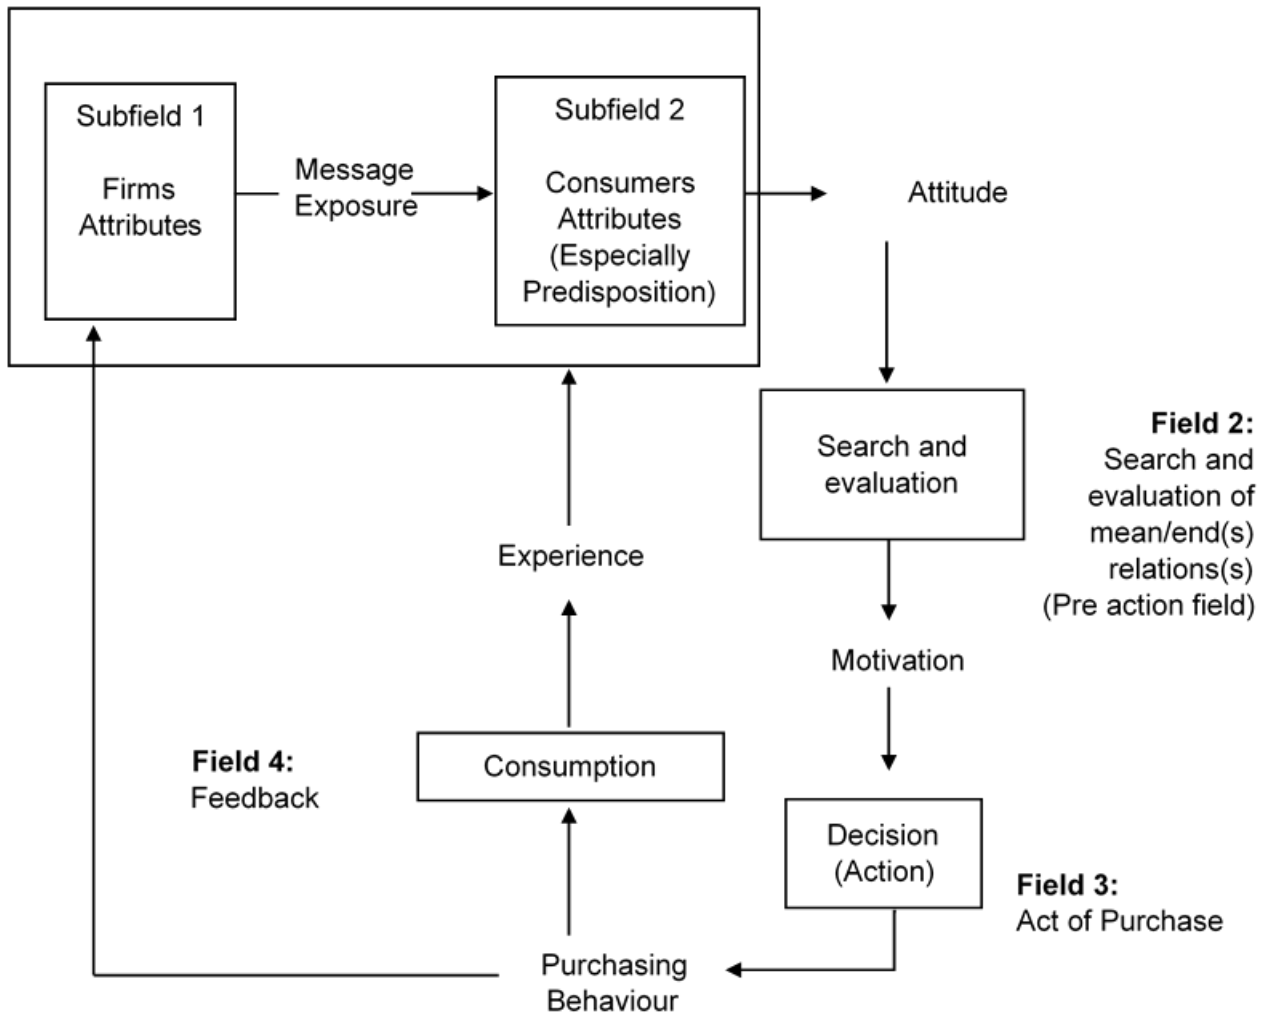 Subfield 1
Firms
Attributes
Message
Exposure
Subfield 2
Consumers
Attributes
(Especially
Predisposition)
Attitude
Search and
evaluation
Field 2:
Search and
evaluation of
mean/end(s)
relations(s)
(Pre action field)
Experience
Motivation
Field 4:
Feedback
Consumption
Decision
(Action)
Field 3:
Act of Purchase
Purchasing
Behaviour